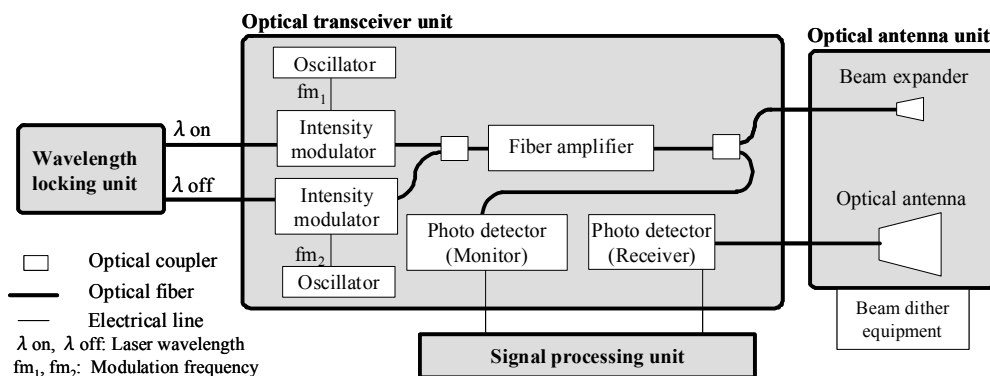 Optical transceiver unit
Optical antenna unit
Oscillator
fm₁
Beam expander
λ on
Intensity
modulator
Fiber amplifier
Wavelength
locking unit
λ off
Intensity
modulator
Optical antenna
Photo detector
(Monitor)
Photo detector
(Receiver)
fm₂
Oscillator
Optical coupler
Optical fiber
Electrical line
λ on, λ off: Laser wavelength
fm₁, fm₂: Modulation frequency
Beam dither
equipment
Signal processing unit